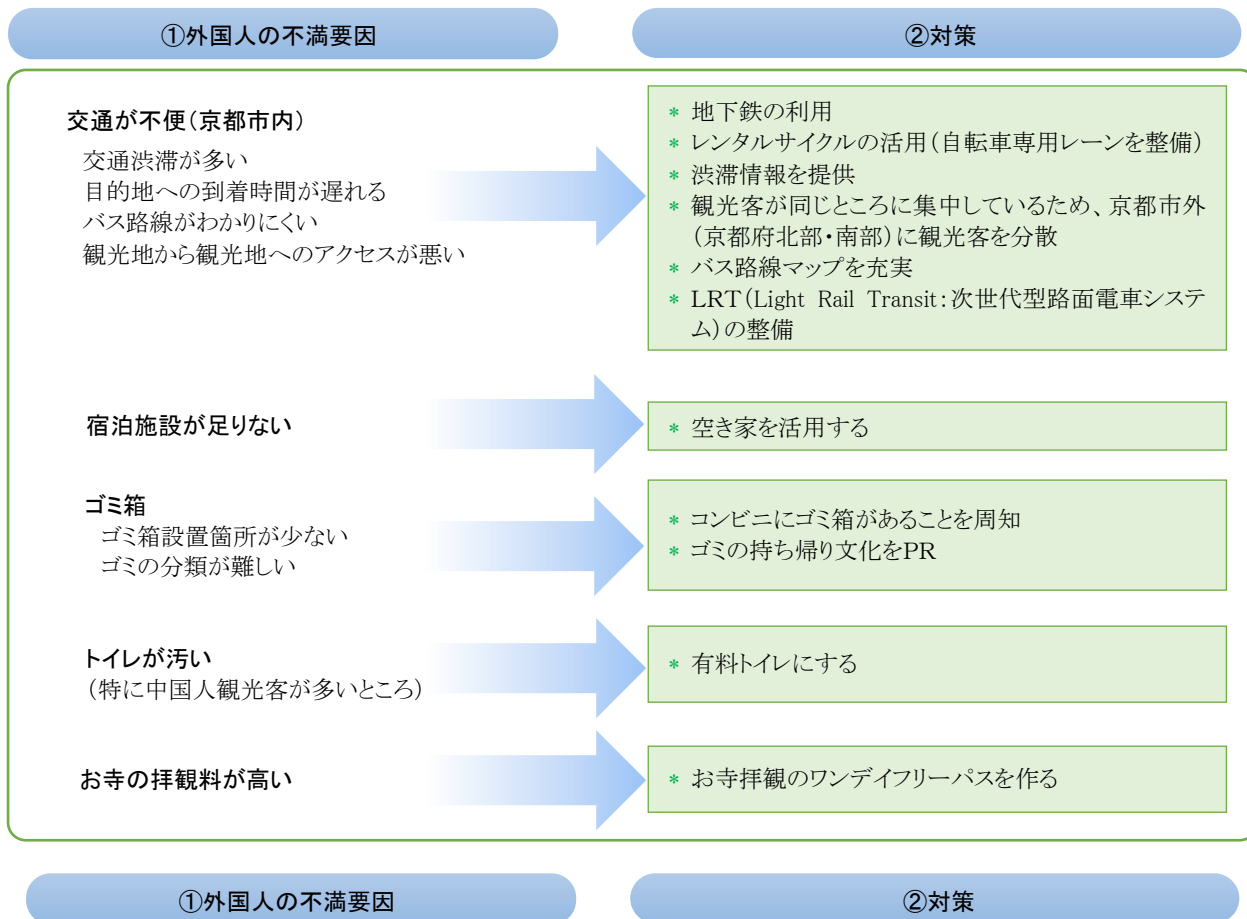 ①外国人の不満要因
②対策
交通が不便(京都市内)
交通渋滞が多い
目的地への到着時間が遅れる
バス路線がわかりにくい
観光地から観光地へのアクセスが悪い
* 地下鉄の利用
* レンタルサイクルの活用(自転車専用レーンを整備)
* 渋滞情報を提供
* 観光客が同じところに集中しているため、京都市外
(京都府北部・南部)に観光客を分散
* バス路線マップを充実
* LRT(Light Rail Transit:次世代型路面電車システ
ム)の整備
宿泊施設が足りない
* 空き家を活用する
ゴミ箱
ゴミ箱設置箇所が少ない
ゴミの分類が難しい
* コンビニにゴミ箱があることを周知
* ゴミの持ち帰り文化をPR
トイレが汚い
(特に中国人観光客が多いところ)
* 有料トイレにする
お寺の拝観料が高い
* お寺拝観のワンデイフリーパスを作る
①外国人の不満要因
②対策